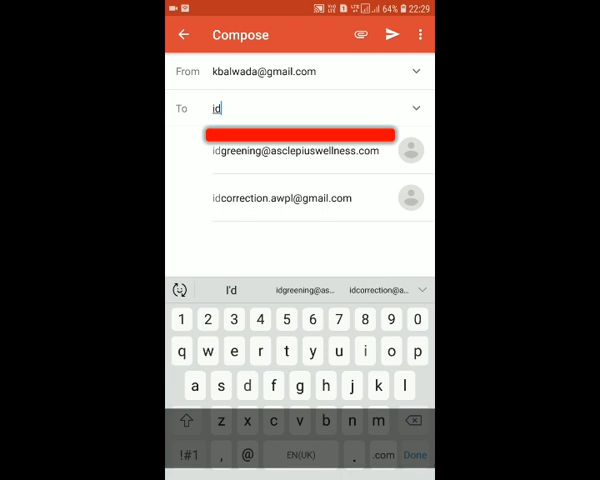 64% 22:29
Compose
From kbalwada@gmail.com
To id
idgreening@asclepiuswellness.com
idcorrection.awpl@gmail.com
I'd idgreening@as... idcorrection@a...
1 2 3 4 5 6 7 8 9 0
q w e r t y u i o p
a s d f g h j k l
z x c v b n m
!#1 , @ EN(UK) . .com Done